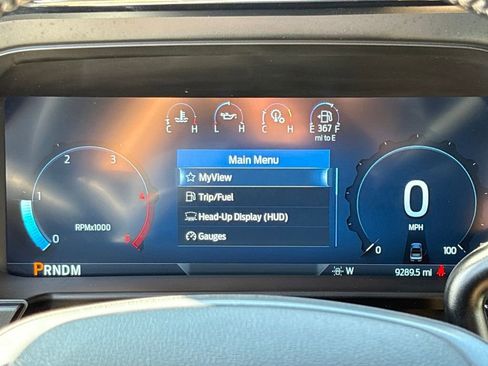 C H L H C H E 367 F
mi to E
Main Menu
MyView
Trip/Fuel
Head-Up Display (HUD)
Gauges
0 1 2 3
RPMx1000
0
MPH
0 100
PRNDM
W
9289.5 mi